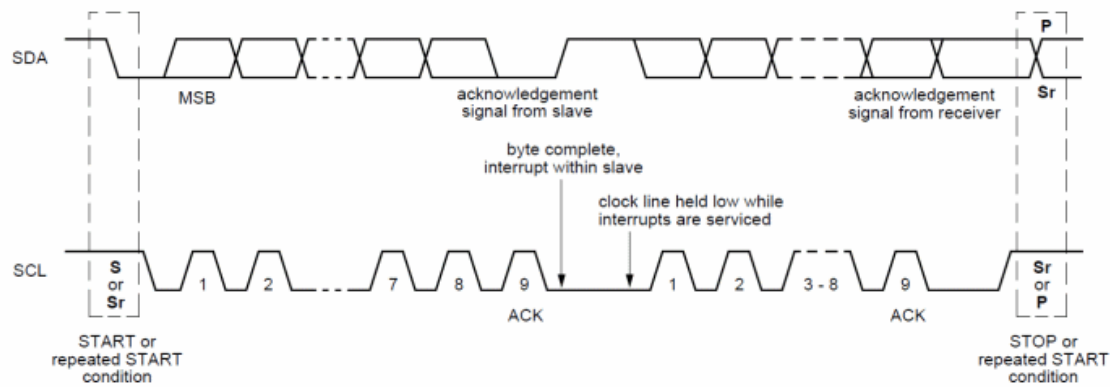 P
SDA
MSB
acknowledgement
signal from slave
acknowledgement
signal from receiver
Sr
byte complete,
interrupt within slave
clock line held low while
interrupts are serviced
SCL
S
or
Sr
1
2
7
8
9
1
2
3 - 8
9
Sr
or
P
ACK
ACK
START or
repeated START
condition
STOP or
repeated START
condition